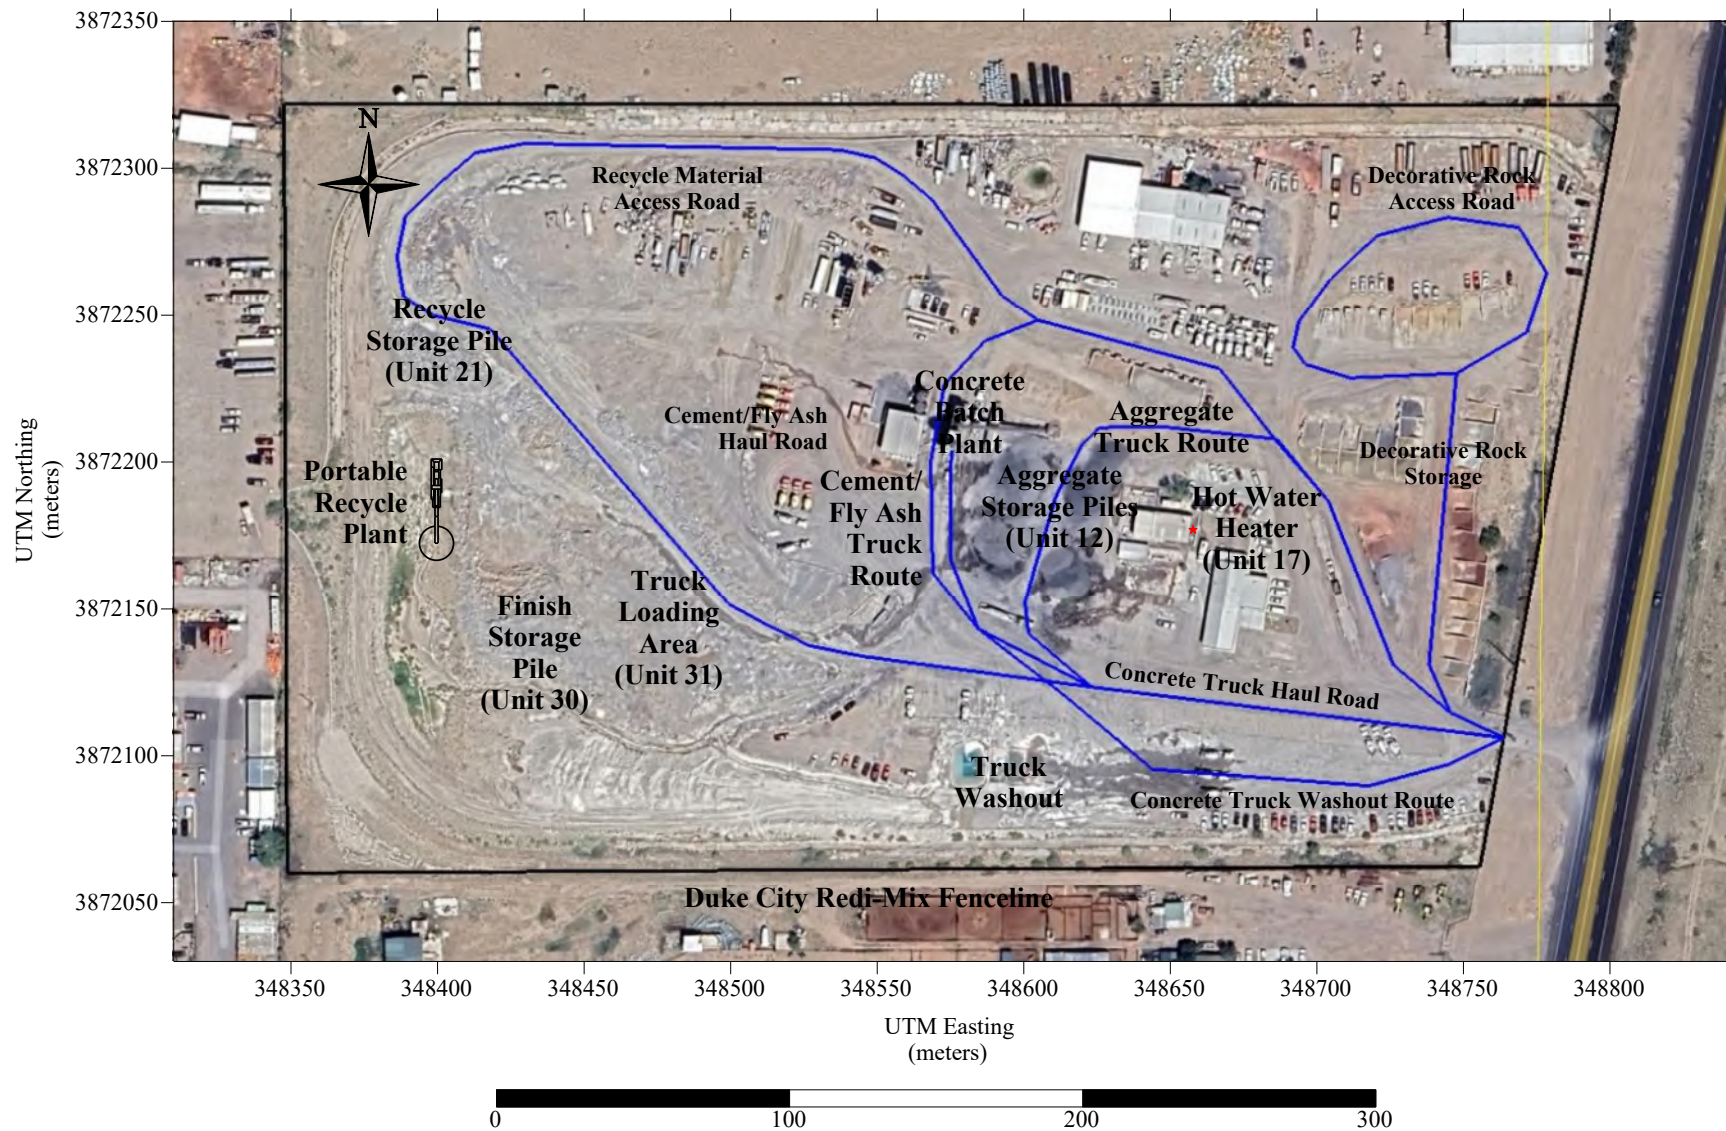 3872350
3872300
3872250
3872200
3872150
3872100
3872050
UTM Northing
(meters)
N
Recycle Material
Access Road
Decorative Rock
Access Road
Recycle
Storage Pile
(Unit 21)
Concrete
Batch
Plant
Cement/Fly Ash
Haul Road
Aggregate
Truck Route
Decorative Rock
Storage
Portable
Recycle
Plant
Cement/
Fly Ash
Truck
Route
Aggregate
Storage Piles
(Unit 12)
Hot Water
Heater
(Unit 17)
Finish
Storage
Pile
(Unit 30)
Truck
Loading
Area
(Unit 31)
Concrete Truck Haul Road
Truck
Washout
Concrete Truck Washout Route
Duke City Redi-Mix Fenceline
348350
348400
348450
348500
348550
348600
348650
348700
348750
348800
UTM Easting
(meters)
0
100
200
300